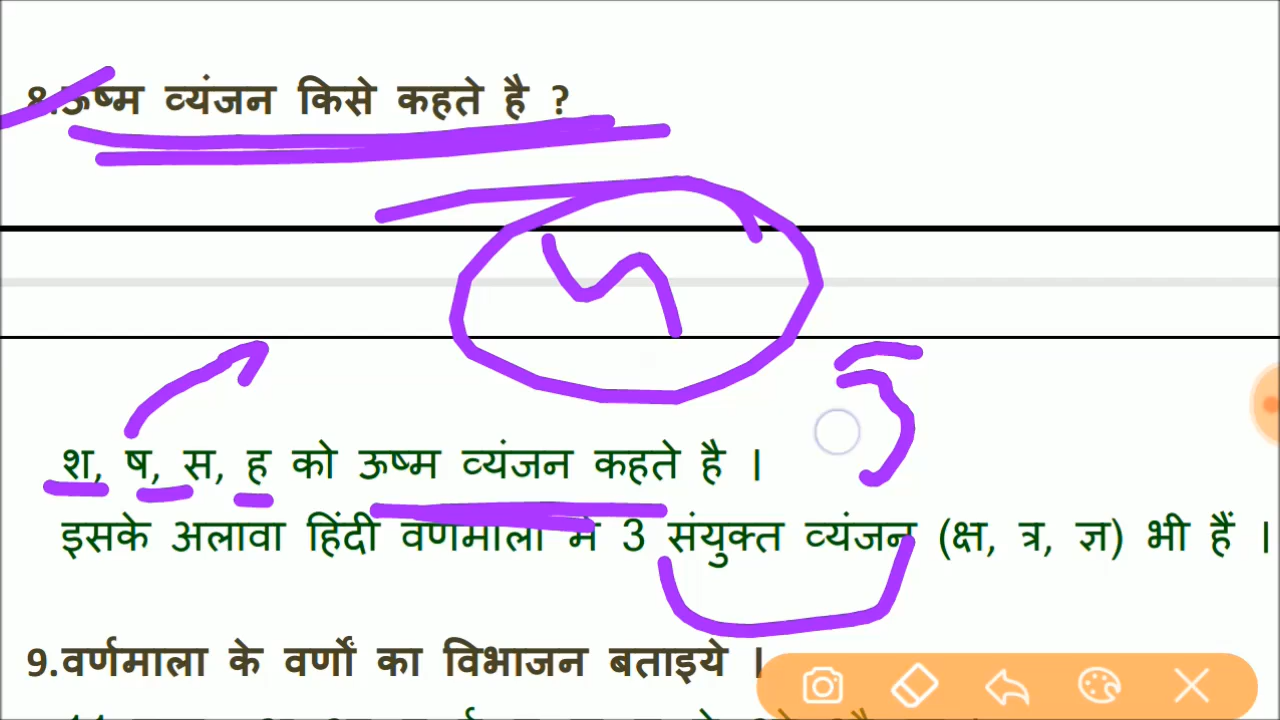 8.ऊष्म व्यंजन किसे कहते है ?
श, ष, स, ह को ऊष्म व्यंजन कहते है ।
इसके अलावा हिंदी वर्णमाला मे 3 संयुक्त व्यंजन (क्ष, त्र, ज्ञ) भी हैं ।
9.वर्णमाला के वर्णों का विभाजन बताइये ।